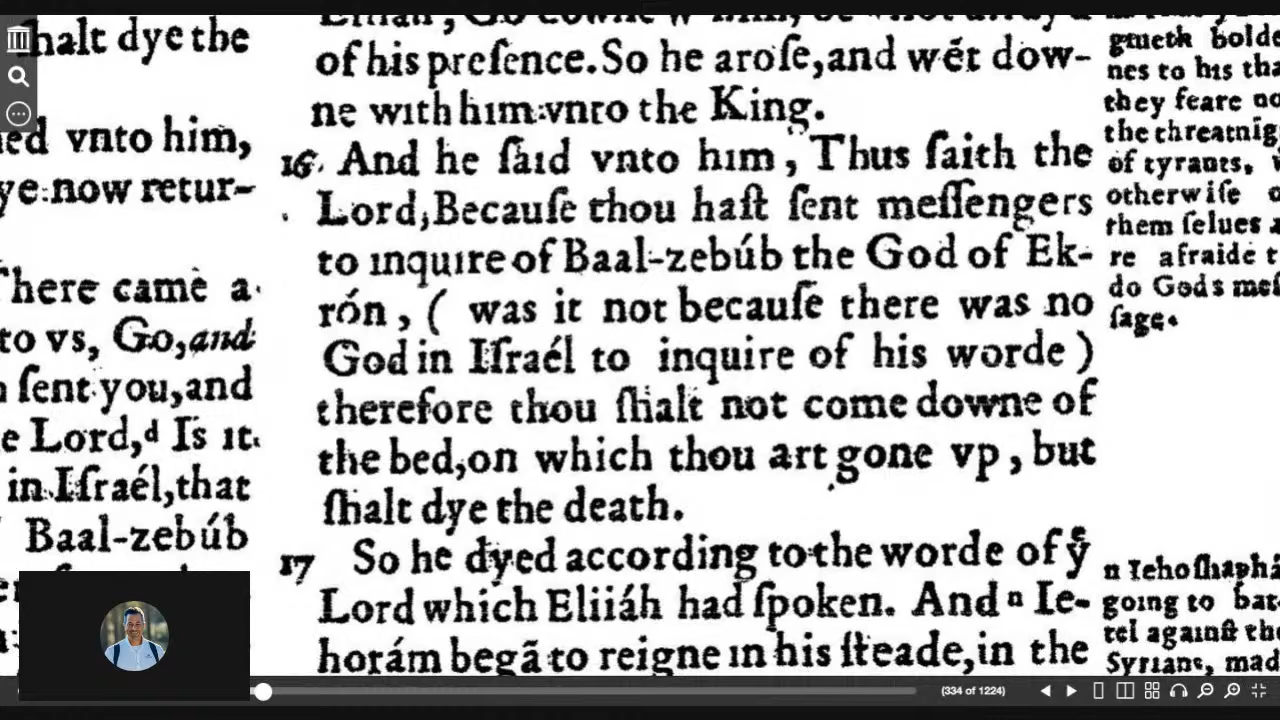 halt dye the
vnto him,
ye now retur-
There came a
to vs, Go, and
ſent you, and
e Lord, d Is it
in Iſraél, that
Baal-zebúb
of his preſence. So he aroſe, and wẽt dow-
ne with him vnto the King.
16 And he ſaid vnto him, Thus ſaith the
Lord, Becauſe thou haſt ſent meſſengers
to inquire of Baal-zebúb the God of Ek-
rón, ( was it not becauſe there was no
God in Iſraél to inquire of his worde )
therefore thou ſhalt not come downe of
the bed, on which thou art gone vp, but
ſhalt dye the death.
17 So he dyed according to the worde of yͤ
Lord which Eliiáh had ſpoken. And n Ie-
horám begã to reigne in his ſteade, in the
giueth bolde
nes to his tha
they feare no
the threatnīg
of tyrants,
otherwiſe o
them ſelues a
re afraide t
do Gods meſ
ſage.
n Iehoſhaphá
going to bat
tel againſt the
Syrians, mad
(334 of 1224)